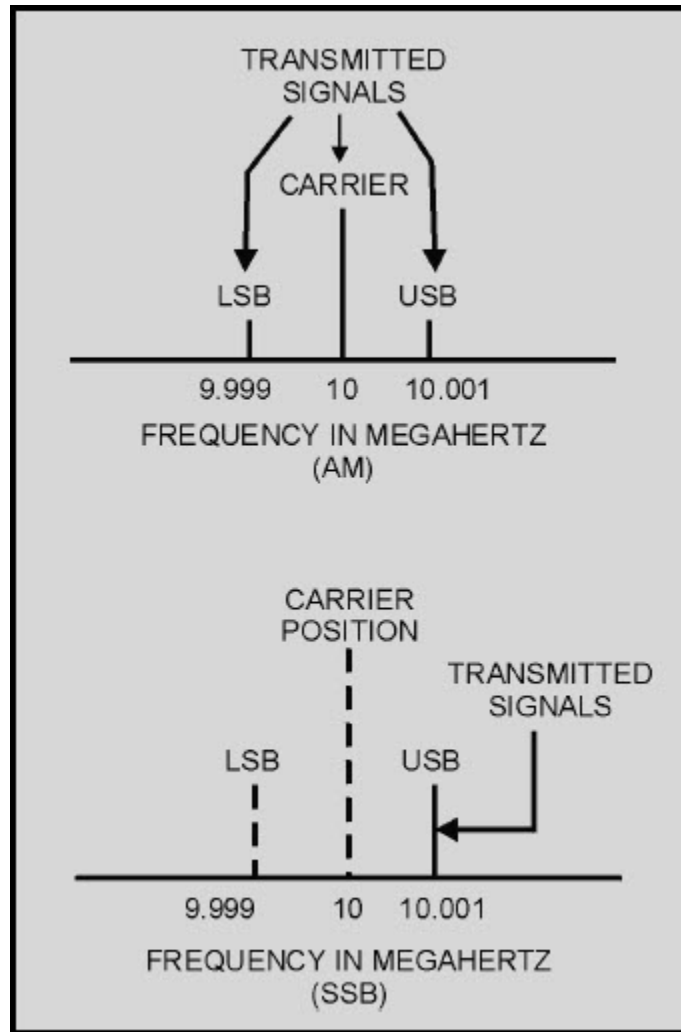 TRANSMITTED
SIGNALS
CARRIER
LSB
USB
9.999 10 10.001
FREQUENCY IN MEGAHERTZ
(AM)
CARRIER
POSITION
TRANSMITTED
SIGNALS
LSB
USB
9.999 10 10.001
FREQUENCY IN MEGAHERTZ
(SSB)